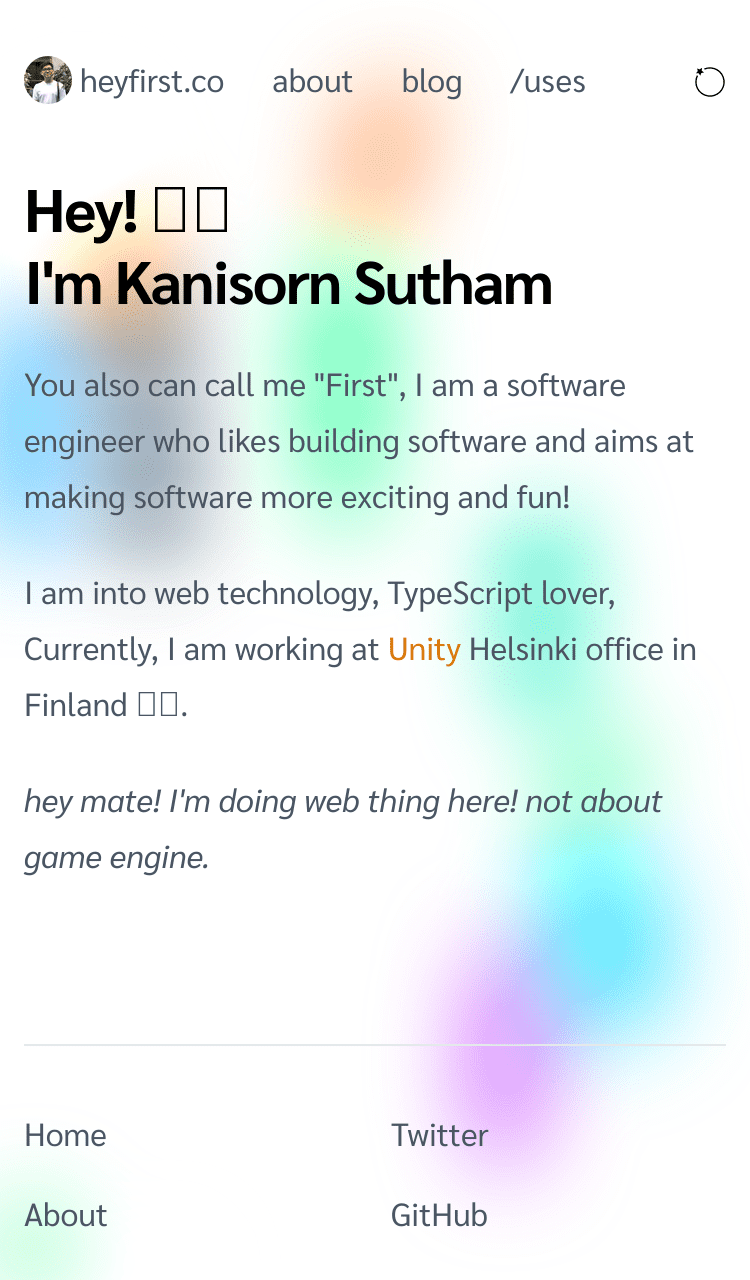 heyfirst.co about blog /uses
Hey!
I'm Kanisorn Sutham
You also can call me "First", I am a software
engineer who likes building software and aims at
making software more exciting and fun!
I am into web technology, TypeScript lover,
Currently, I am working at Unity Helsinki office in
Finland .
hey mate! I'm doing web thing here! not about
game engine.
Home Twitter
About GitHub